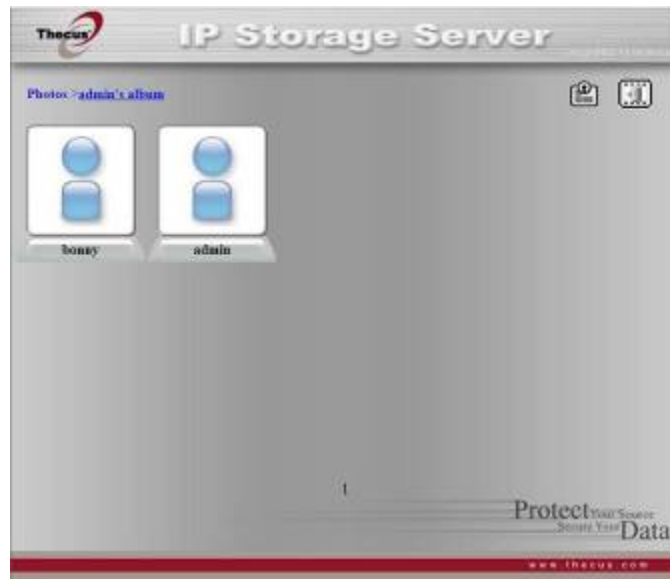 Thecus
IP Storage Server
Photos >admin's album
bonny
admin
1
Protect Your Source
Secure Your Data
www.thecus.com